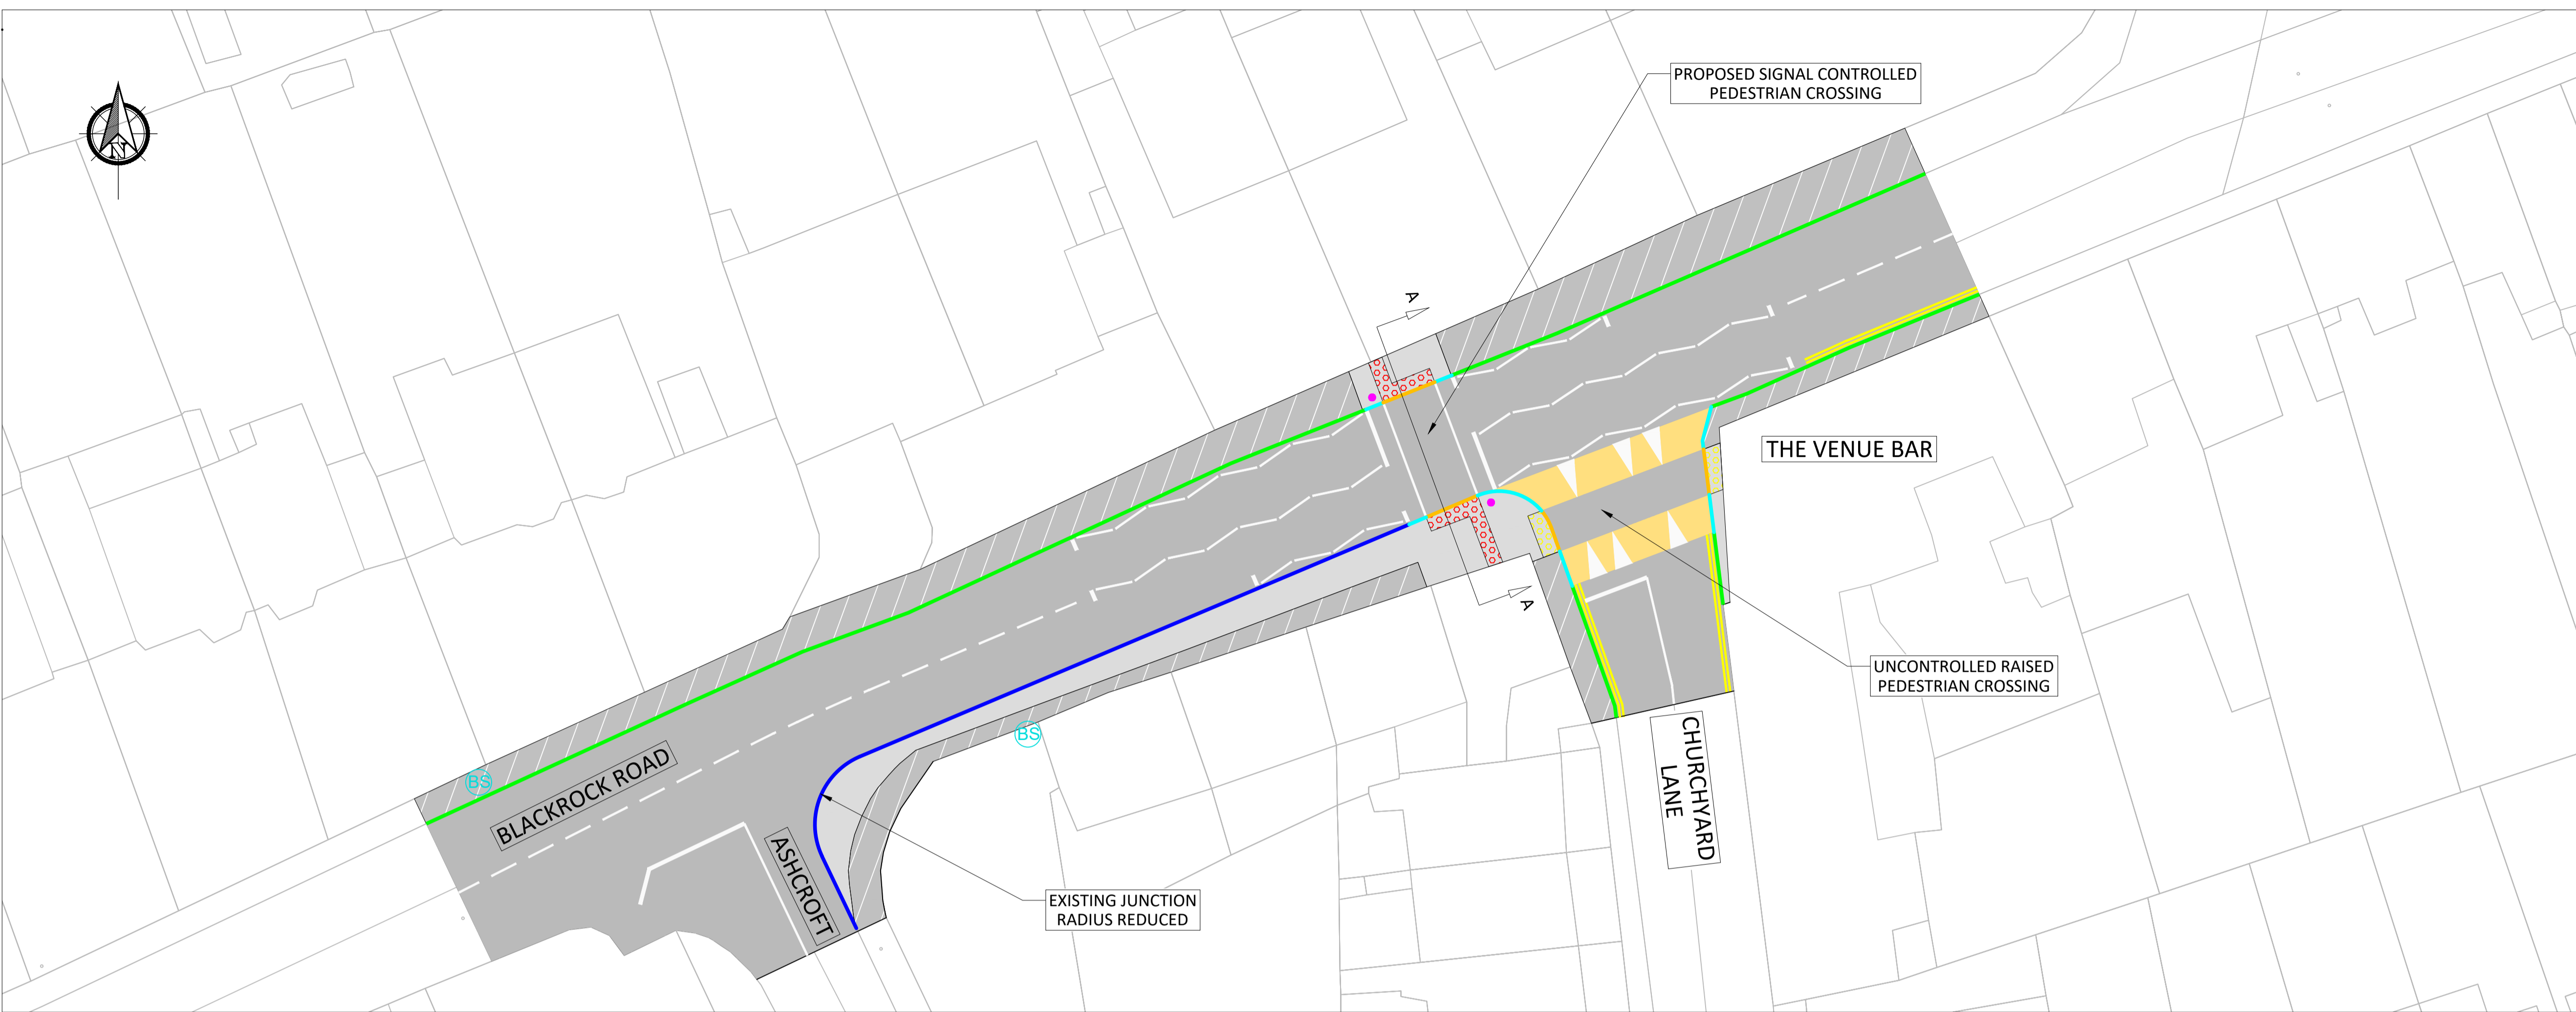 PROPOSED SIGNAL CONTROLLED
PEDESTRIAN CROSSING
N
A
THE VENUE BAR
A
UNCONTROLLED RAISED
PEDESTRIAN CROSSING
BS
BS
BLACKROCK ROAD
ASHCROFT
CHURCHYARD
LANE
EXISTING JUNCTION
RADIUS REDUCED